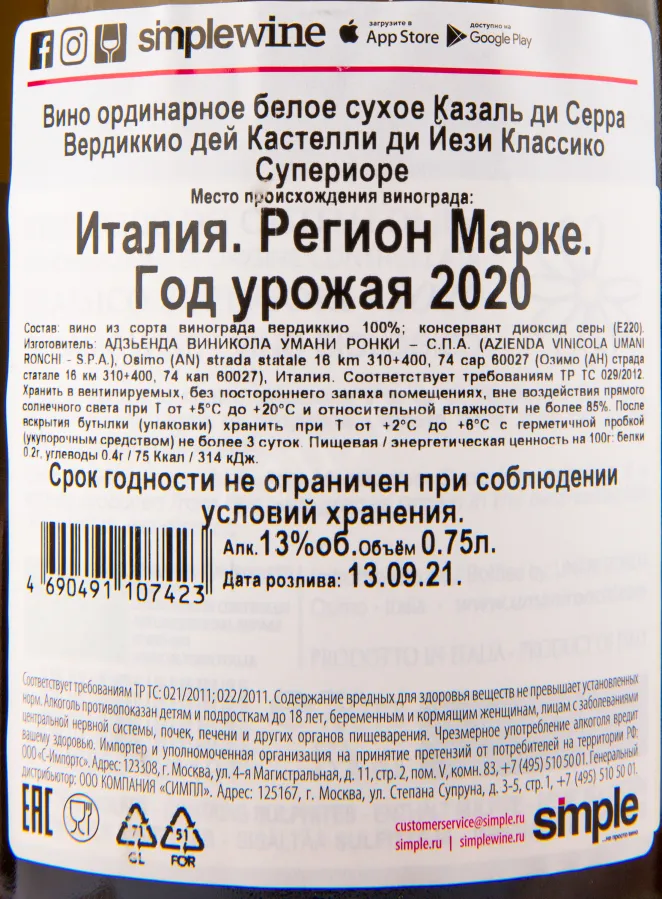 simplewine загрузите в App Store доступно на Google Play
Вино ординарное белое сухое Казаль ди Серра
Вердиккио дей Кастелли ди Йези Классико
Супериоре
Место происхождения винограда:
Италия. Регион Марке.
Год урожая 2020
Состав: вино из сорта винограда вердиккио 100%; консервант диоксид серы (E220).
Изготовитель: АДЗЬЕНДА ВИНИКОЛА УМАНИ РОНКИ – С.П.А. (AZIENDA VINICOLA UMANI
RONCHI - S.P.A.), Osimo (AN) strada statale 16 km 310+400, 74 cap 60027 (Озимо (АН) страда
статале 16 км 310+400, 74 кап 60027), Италия. Соответствует требованиям ТР ТС 029/2012.
Хранить в вентилируемых, без постороннего запаха помещениях, вне воздействия прямого
солнечного света при Т от +5°С до +20°С и относительной влажности не более 85%. После
вскрытия бутылки (упаковки) хранить при Т от +2°С до +6°С с герметичной пробкой
(укупорочным средством) не более 3 суток. Пищевая / энергетическая ценность на 100г: белки
0.2г, углеводы 0.4г / 75 Ккал / 314 кДж.
Срок годности не ограничен при соблюдении
условий хранения.
Алк.13%об.Объём 0.75л.
Дата розлива: 13.09.21.
4 690491 107423
Соответствует требованиям ТР ТС: 021/2011; 022/2011. Содержание вредных для здоровья веществ не превышает установленных
норм. Алкоголь противопоказан детям и подросткам до 18 лет, беременным и кормящим женщинам, лицам с заболеваниями
центральной нервной системы, почек, печени и других органов пищеварения. Чрезмерное употребление алкоголя вредит
вашему здоровью. Импортер и уполномоченная организация на принятие претензий от потребителей на территории РФ:
ООО «С-Импортс». Адрес: 123308, г. Москва, ул. 4-я Магистральная, д. 11, стр. 2, пом. V, комн. 83, +7 (495) 510 50 01. Генеральный
дистрибьютор: ООО КОМПАНИЯ «СИМПЛ». Адрес: 125167, г. Москва, ул. Степана Супруна, д. 3-5, стр. 1, +7 (495) 510 50 01.
EAC
71
GL
51
FOR
customerservice@simple.ru
simple.ru | simplewine.ru
simple
...не просто вино